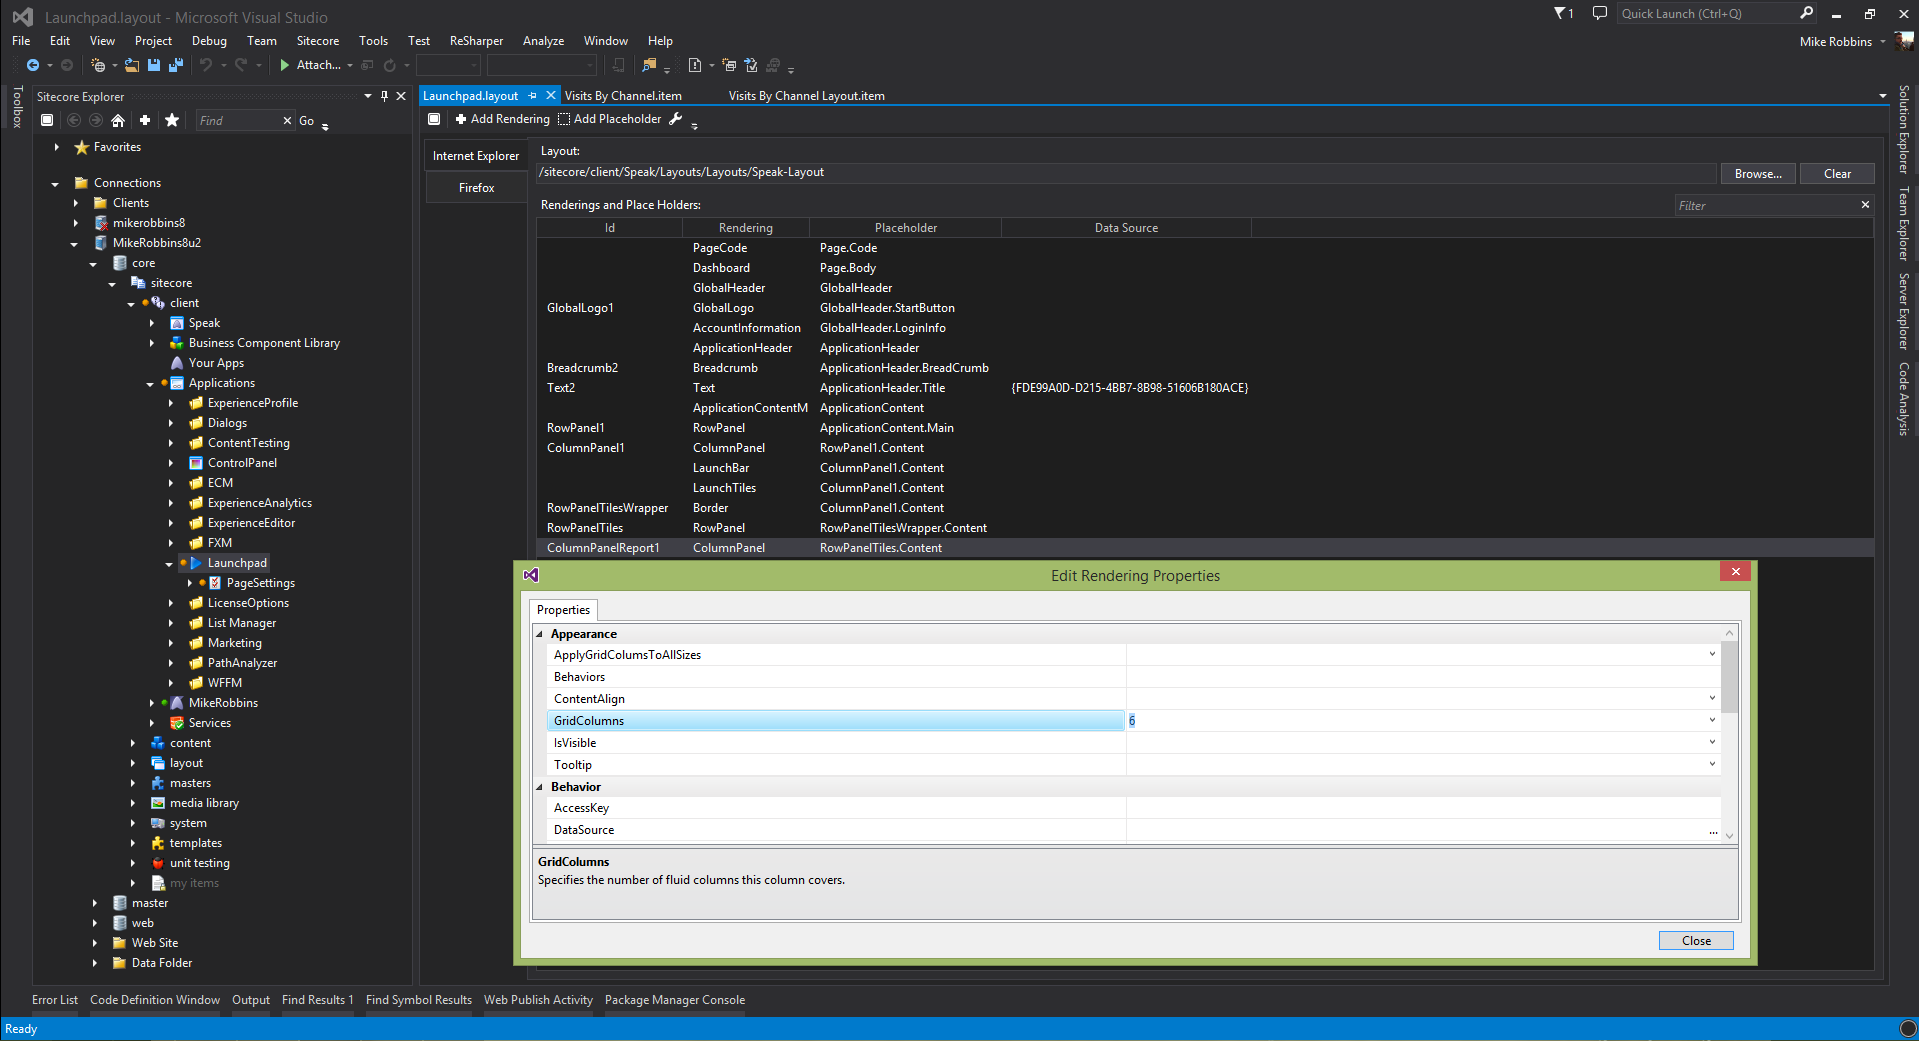 Launchpad.layout - Microsoft Visual Studio
1
Quick Launch (Ctrl+Q)
File Edit View Project Debug Team Sitecore Tools Test ReSharper Analyze Window Help
Mike Robbins
Attach...
Toolbox
Sitecore Explorer
Find
Go
Favorites
Connections
Clients
mikerobbins8
MikeRobbins8u2
core
sitecore
client
Speak
Business Component Library
Your Apps
Applications
ExperienceProfile
Dialogs
ContentTesting
ControlPanel
ECM
ExperienceAnalytics
ExperienceEditor
FXM
Launchpad
PageSettings
LicenseOptions
List Manager
Marketing
PathAnalyzer
WFFM
MikeRobbins
Services
content
layout
masters
media library
system
templates
unit testing
my items
master
web
Web Site
Data Folder
Launchpad.layout Visits By Channel.item Visits By Channel Layout.item
Add Rendering Add Placeholder
Internet Explorer
Firefox
Layout:
/sitecore/client/Speak/Layouts/Layouts/Speak-Layout
Browse... Clear
Renderings and Place Holders:
Filter
Id Rendering Placeholder Data Source
PageCode Page.Code
Dashboard Page.Body
GlobalHeader GlobalHeader
GlobalLogo1 GlobalLogo GlobalHeader.StartButton
AccountInformation GlobalHeader.LoginInfo
ApplicationHeader ApplicationHeader
Breadcrumb2 Breadcrumb ApplicationHeader.BreadCrumb
Text2 Text ApplicationHeader.Title {FDE99A0D-D215-4BB7-8B98-51606B180ACE}
ApplicationContentM ApplicationContent
RowPanel1 RowPanel ApplicationContent.Main
ColumnPanel1 ColumnPanel RowPanel1.Content
LaunchBar ColumnPanel1.Content
LaunchTiles ColumnPanel1.Content
RowPanelTilesWrapper Border ColumnPanel1.Content
RowPanelTiles RowPanel RowPanelTilesWrapper.Content
ColumnPanelReport1 ColumnPanel RowPanelTiles.Content
Edit Rendering Properties
Properties
Appearance
ApplyGridColumsToAllSizes
Behaviors
ContentAlign
GridColumns 6
IsVisible
Tooltip
Behavior
AccessKey
DataSource ...
GridColumns
Specifies the number of fluid columns this column covers.
Close
Solution Explorer
Team Explorer
Server Explorer
Code Analysis
Error List Code Definition Window Output Find Results 1 Find Symbol Results Web Publish Activity Package Manager Console
Ready